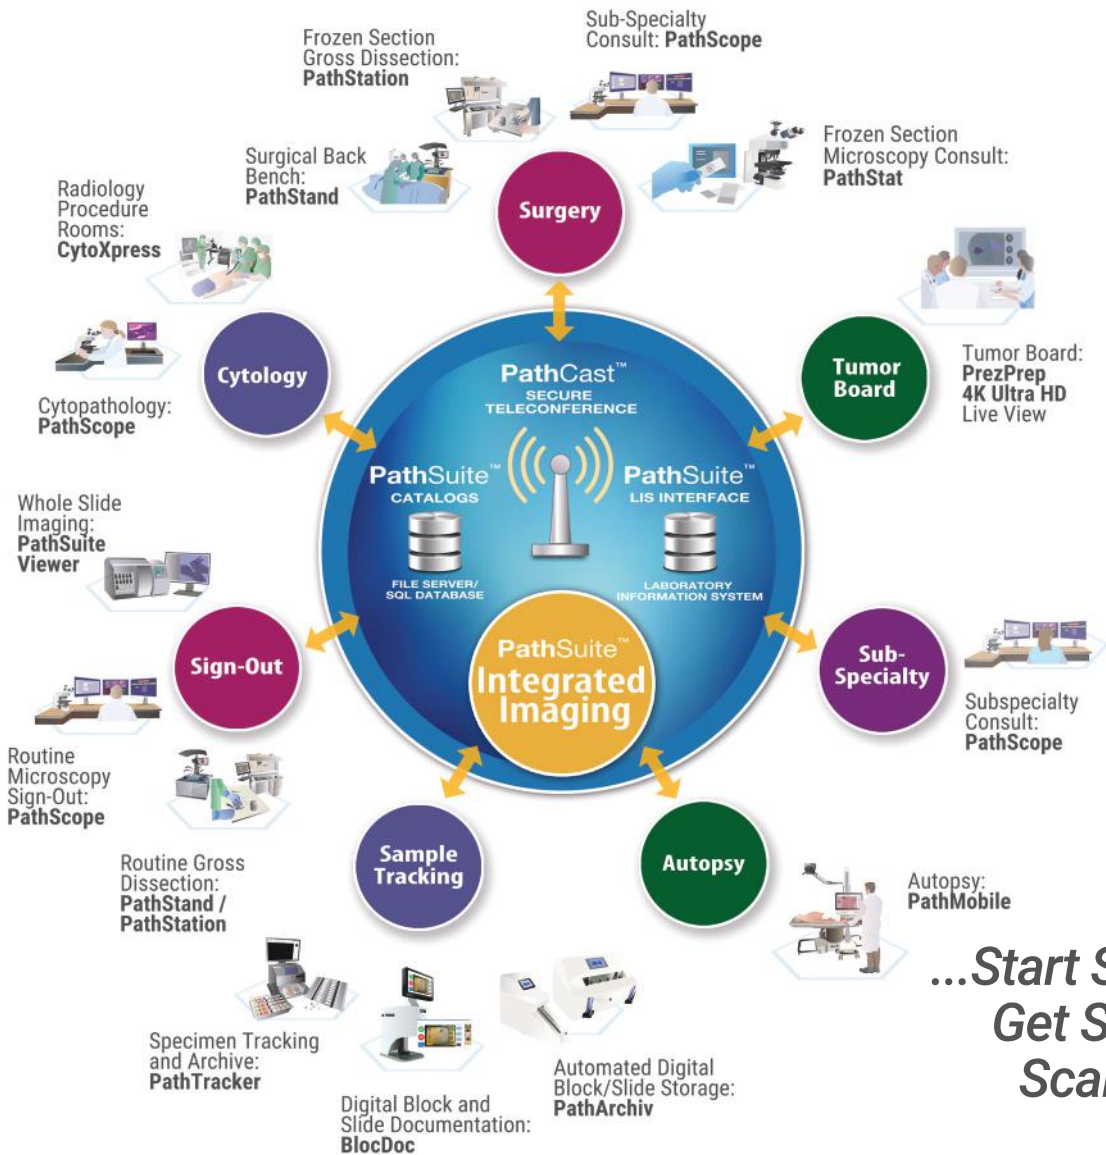 Sub-Specialty
Consult: PathScope
Frozen Section
Gross Dissection:
PathStation
Surgical Back
Bench:
PathStand
Frozen Section
Microscopy Consult:
PathStat
Surgery
Radiology
Procedure
Rooms:
CytoXpress
Cytopathology:
PathScope
Cytology
Tumor
Board
Tumor Board:
PrezPrep
4K Ultra HD
Live View
PathCast™
SECURE
TELECONFERENCE
PathSuite™
CATALOGS
FILE SERVER/
SQL DATABASE
PathSuite™
LIS INTERFACE
LABORATORY
INFORMATION SYSTEM
PathSuite™
Integrated
Imaging
Whole Slide
Imaging:
PathSuite
Viewer
Sign-Out
Routine
Microscopy
Sign-Out:
PathScope
Routine Gross
Dissection:
PathStand /
PathStation
Sub-
Specialty
Subspecialty
Consult:
PathScope
Sample
Tracking
Specimen Tracking
and Archive:
PathTracker
Digital Block and
Slide Documentation:
BlocDoc
Automated Digital
Block/Slide Storage:
PathArchiv
Autopsy
Autopsy:
PathMobile
...Start S
Get S
Sca